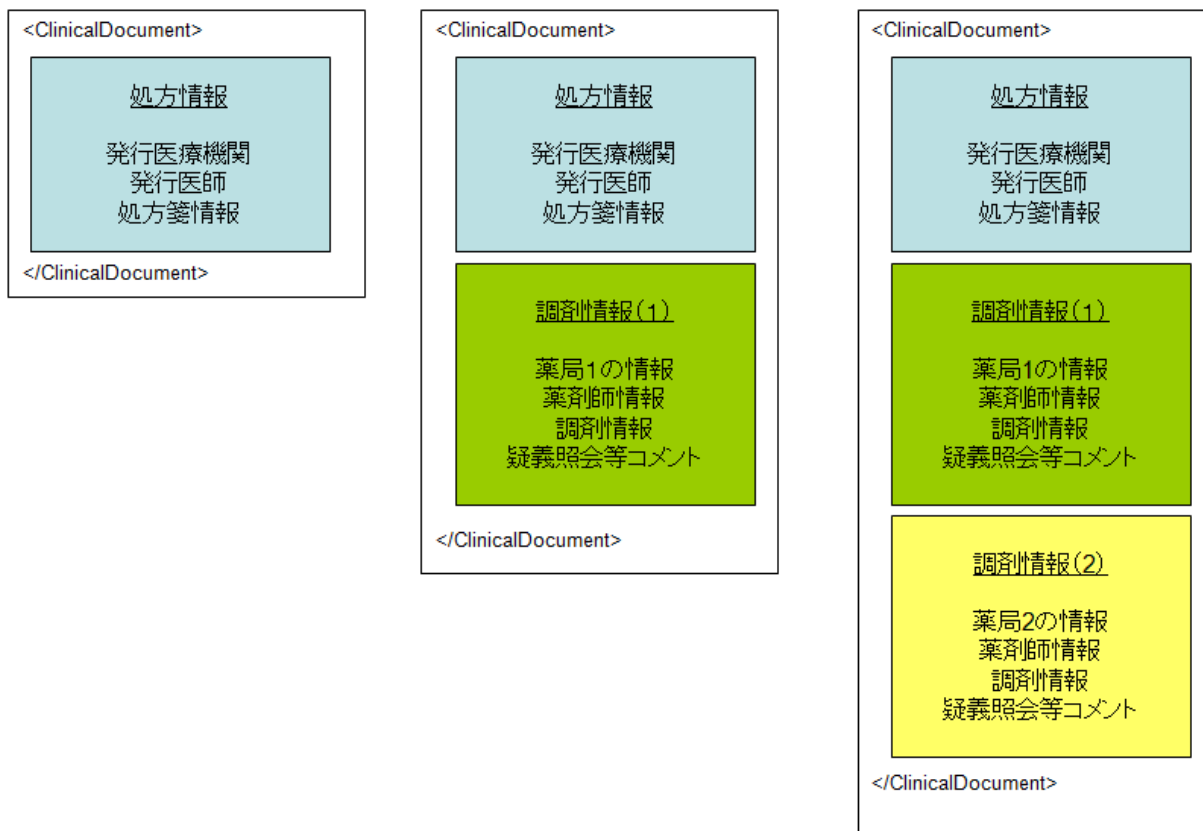 <ClinicalDocument>
処方情報
発行医療機関
発行医師
処方箋情報
</ClinicalDocument>
<ClinicalDocument>
処方情報
発行医療機関
発行医師
処方箋情報
調剤情報(1)
薬局1の情報
薬剤師情報
調剤情報
疑義照会等コメント
</ClinicalDocument>
<ClinicalDocument>
処方情報
発行医療機関
発行医師
処方箋情報
調剤情報(1)
薬局1の情報
薬剤師情報
調剤情報
疑義照会等コメント
調剤情報(2)
薬局2の情報
薬剤師情報
調剤情報
疑義照会等コメント
</ClinicalDocument>